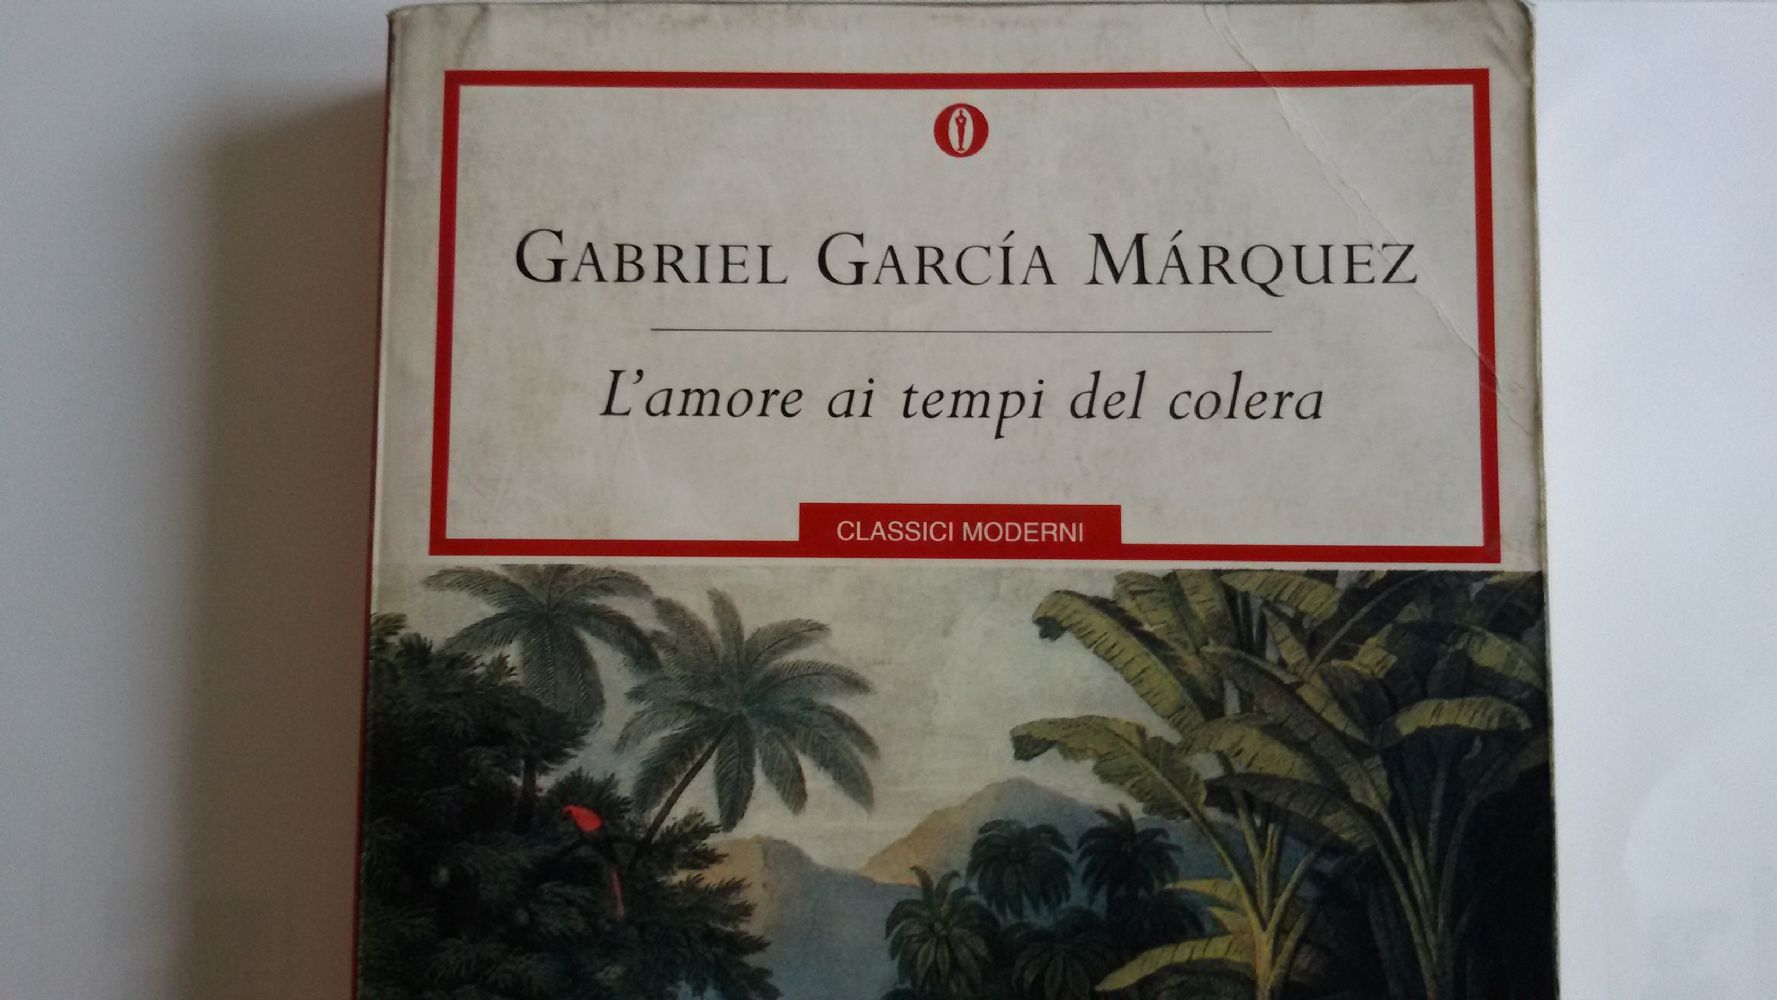 GABRIEL GARCÍA MÁRQUEZ
L'amore ai tempi del colera
CLASSICI MODERNI